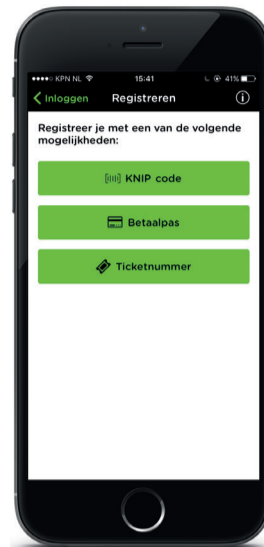 KPN NL 15:41 41%
Inloggen Registreren
Registreer je met een van de volgende
mogelijkheden:
KNIP code
Betaalpas
Ticketnummer